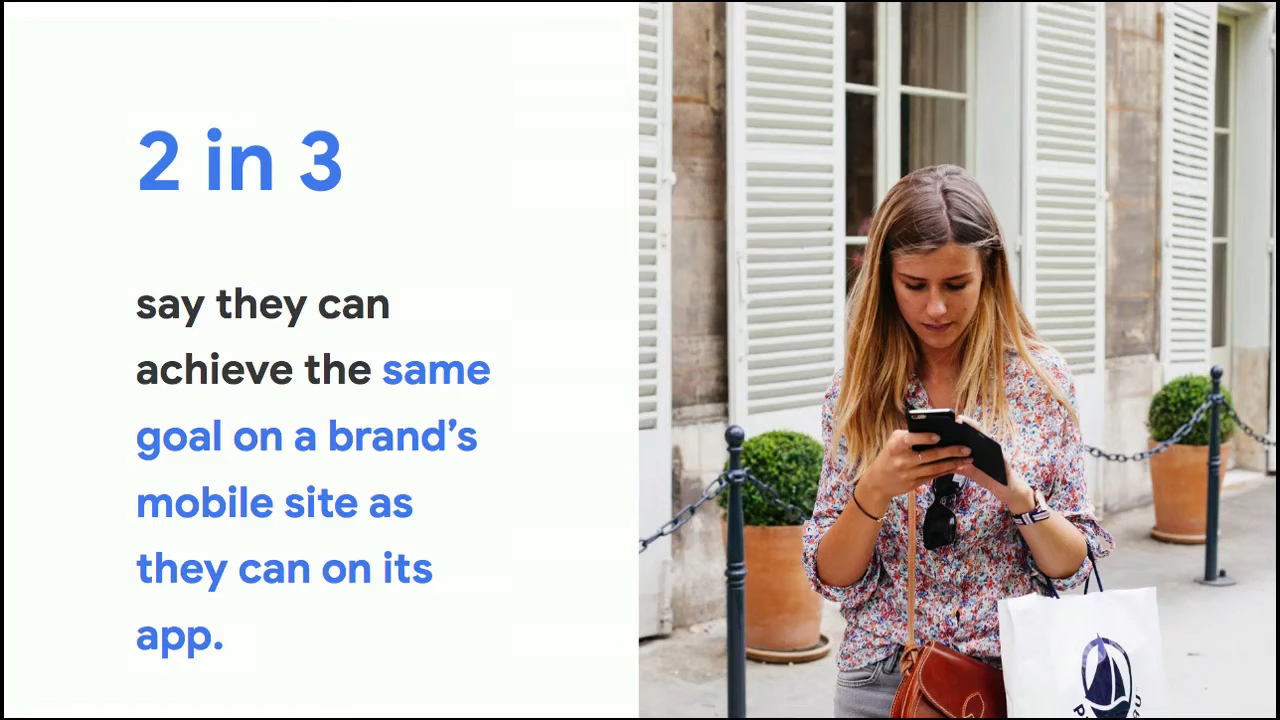 2 in 3
say they can
achieve the same
goal on a brand’s
mobile site as
they can on its
app.